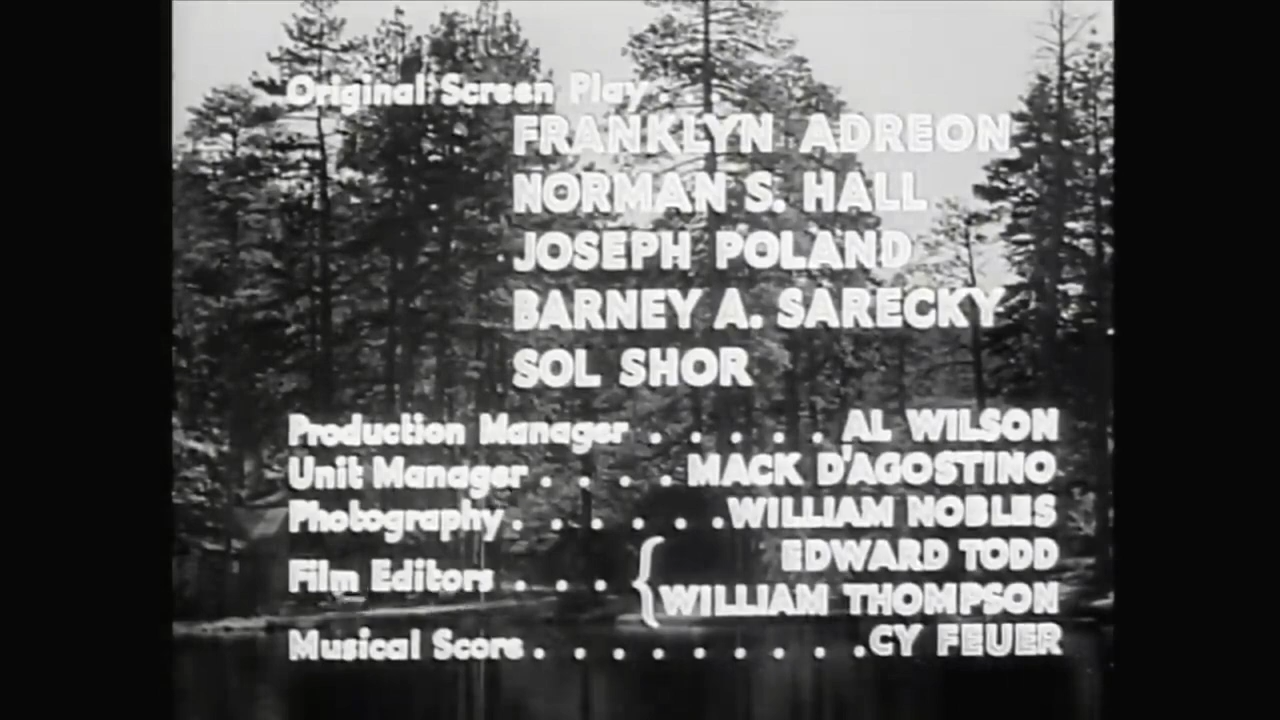 Original Screen Play . . .
FRANKLYN ADREON
NORMAN S. HALL
JOSEPH POLAND
BARNEY A. SARECKY
SOL SHOR
Production Manager . . . . . AL WILSON
Unit Manager . . . . MACK D'AGOSTINO
Photography . . . . . . WILLIAM NOBLES
Film Editors . . . { EDWARD TODD
WILLIAM THOMPSON
Musical Score . . . . . . . . . CY FEUER